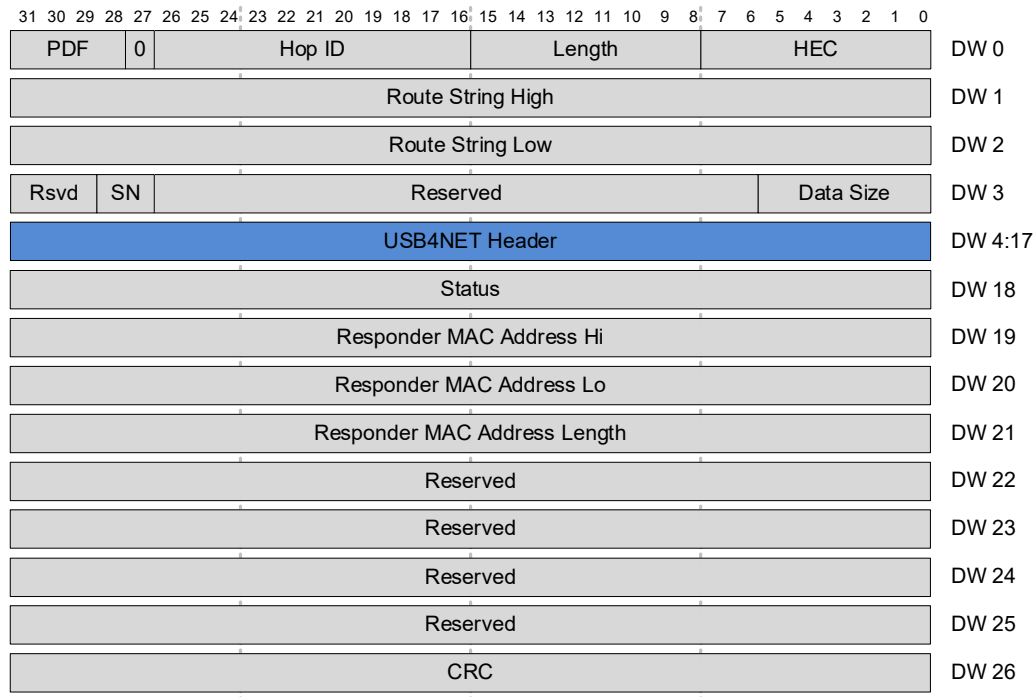 31 30 29 28 27 26 25 24 23 22 21 20 19 18 17 16 15 14 13 12 11 10 9 8 7 6 5 4 3 2 1 0
PDF 0 Hop ID Length HEC DW 0
Route String High DW 1
Route String Low DW 2
Rsvd SN Reserved Data Size DW 3
USB4NET Header DW 4:17
Status DW 18
Responder MAC Address Hi DW 19
Responder MAC Address Lo DW 20
Responder MAC Address Length DW 21
Reserved DW 22
Reserved DW 23
Reserved DW 24
Reserved DW 25
CRC DW 26